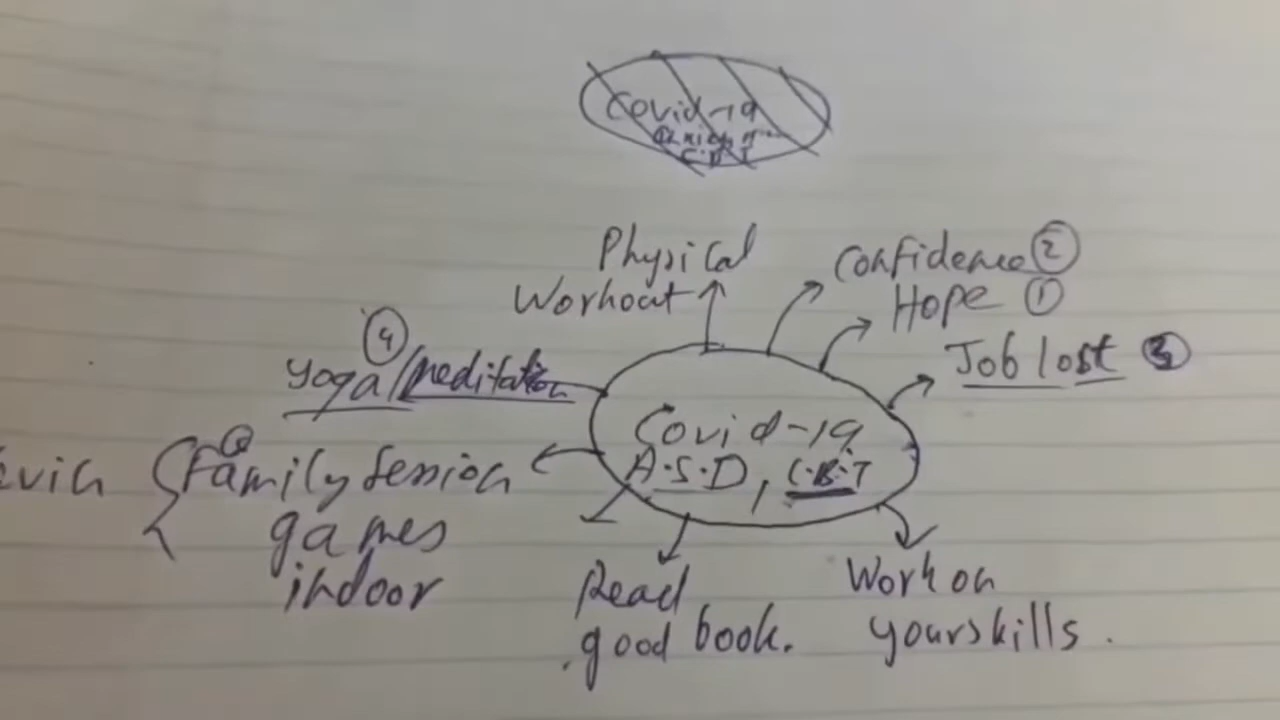 Covid-19
Physical
Workout
Confidence 2
Hope 1
Job lost 3
4
yoga/meditation
Covid-19
A.S.D, C.B.T
family session
games
indoor
Read
good book.
Work on
your skills.